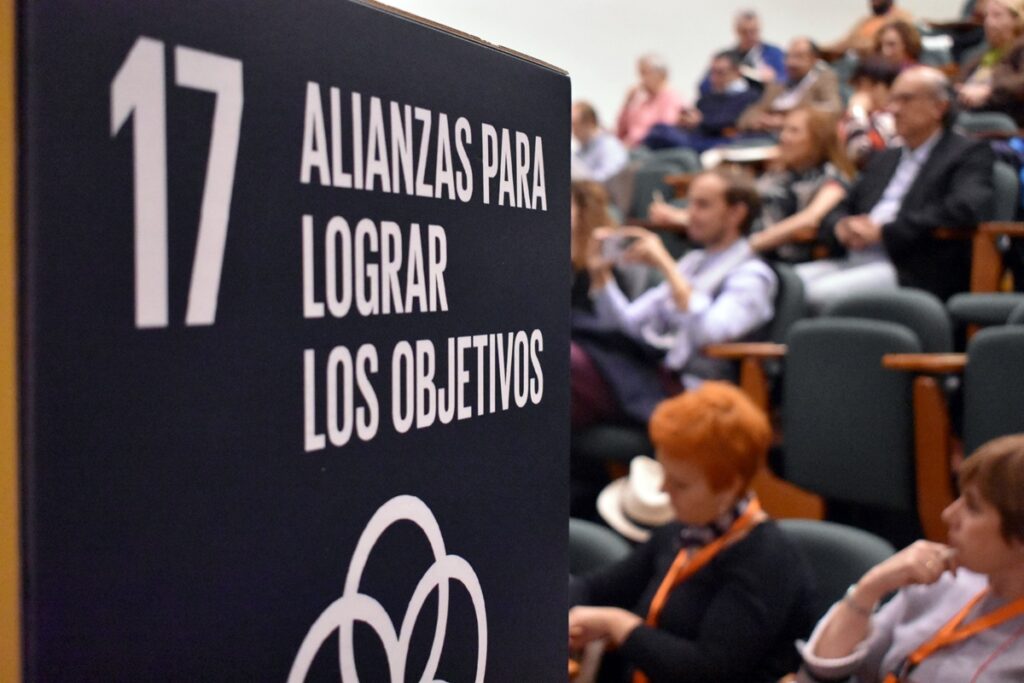 17
ALIANZAS PARA
LOGRAR
LOS OBJETIVOS